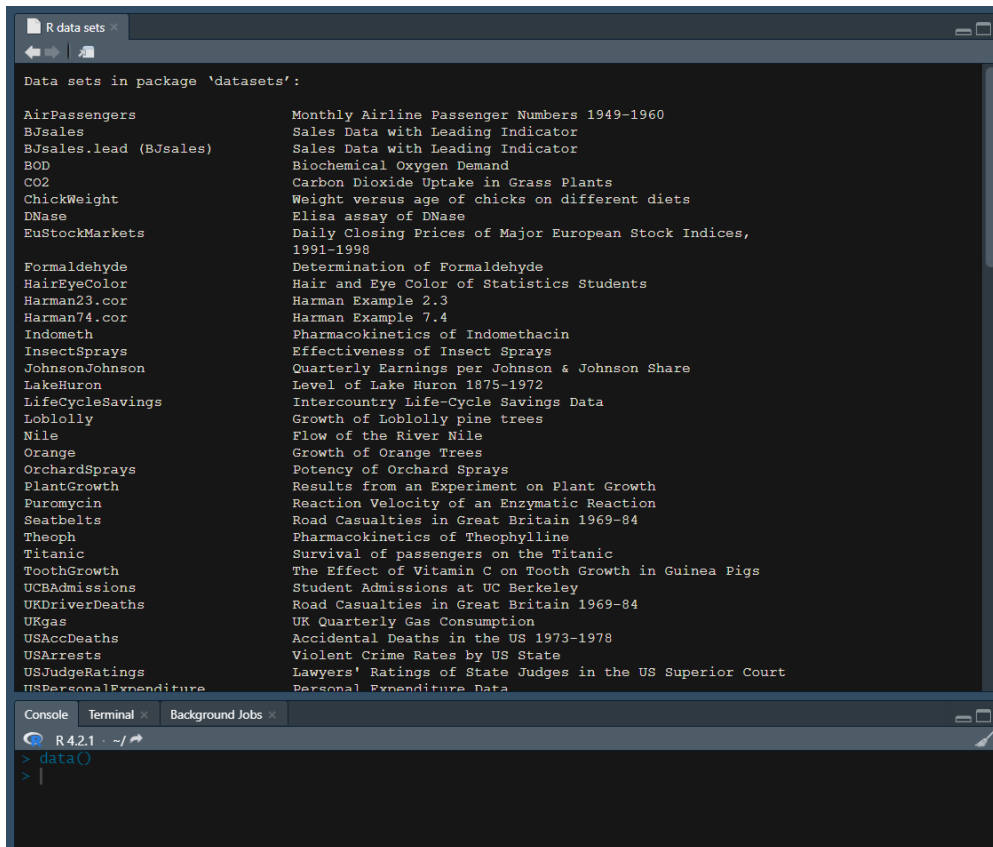 R data sets
Data sets in package ‘datasets’:
AirPassengers Monthly Airline Passenger Numbers 1949-1960
BJsales Sales Data with Leading Indicator
BJsales.lead (BJsales) Sales Data with Leading Indicator
BOD Biochemical Oxygen Demand
CO2 Carbon Dioxide Uptake in Grass Plants
ChickWeight Weight versus age of chicks on different diets
DNase Elisa assay of DNase
EuStockMarkets Daily Closing Prices of Major European Stock Indices,
1991-1998
Formaldehyde Determination of Formaldehyde
HairEyeColor Hair and Eye Color of Statistics Students
Harman23.cor Harman Example 2.3
Harman74.cor Harman Example 7.4
Indometh Pharmacokinetics of Indomethacin
InsectSprays Effectiveness of Insect Sprays
JohnsonJohnson Quarterly Earnings per Johnson & Johnson Share
LakeHuron Level of Lake Huron 1875-1972
LifeCycleSavings Intercountry Life-Cycle Savings Data
Loblolly Growth of Loblolly pine trees
Nile Flow of the River Nile
Orange Growth of Orange Trees
OrchardSprays Potency of Orchard Sprays
PlantGrowth Results from an Experiment on Plant Growth
Puromycin Reaction Velocity of an Enzymatic Reaction
Seatbelts Road Casualties in Great Britain 1969-84
Theoph Pharmacokinetics of Theophylline
Titanic Survival of passengers on the Titanic
ToothGrowth The Effect of Vitamin C on Tooth Growth in Guinea Pigs
UCBAdmissions Student Admissions at UC Berkeley
UKDriverDeaths Road Casualties in Great Britain 1969-84
UKgas UK Quarterly Gas Consumption
USAccDeaths Accidental Deaths in the US 1973-1978
USArrests Violent Crime Rates by US State
USJudgeRatings Lawyers' Ratings of State Judges in the US Superior Court
USPersonalExpenditure Personal Expenditure Data
Console Terminal Background Jobs
R 4.2.1 · ~/
> data()
>